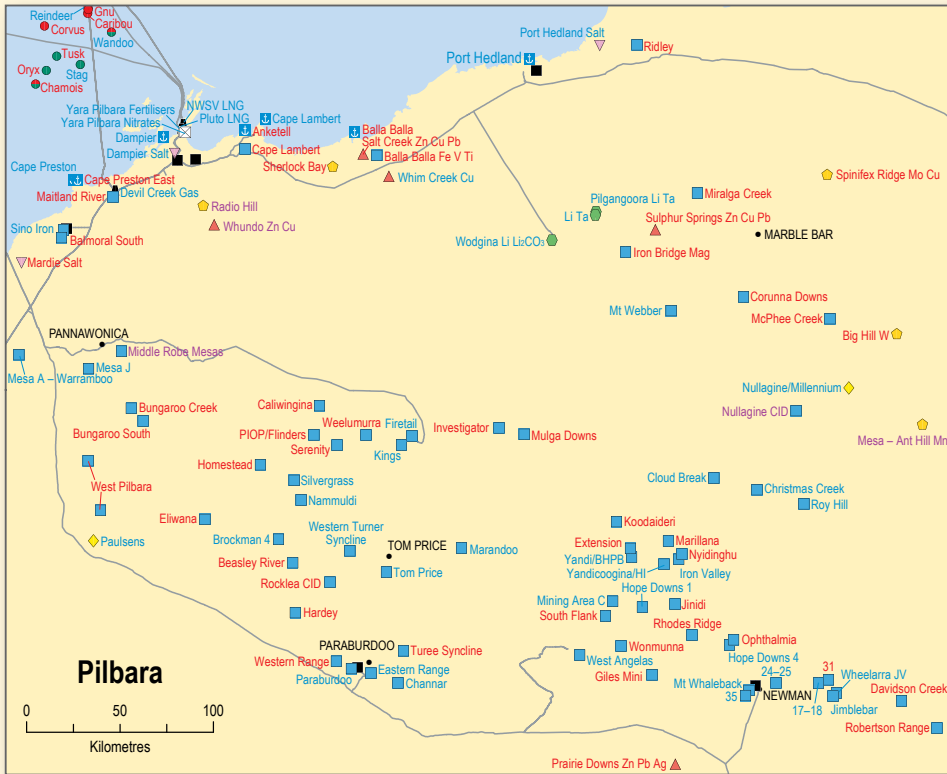 Reindeer
Gnu
Caribou
Corvus
Wandoo
Tusk
Oryx
Stag
Chamois
Port Hedland Salt
Ridley
Port Hedland
Yara Pilbara Fertilisers
NWSV LNG
Yara Pilbara Nitrates
Pluto LNG
Cape Lambert
Dampier
Anketell
Balla Balla
Salt Creek Zn Cu Pb
Dampier Salt
Cape Lambert
Balla Balla Fe V Ti
Sherlock Bay
Whim Creek Cu
Cape Preston
Cape Preston East
Devil Creek Gas
Maitland River
Spinifex Ridge Mo Cu
Miralga Creek
Pilgangoora Li Ta
Li Ta
Radio Hill
Whundo Zn Cu
Sulphur Springs Zn Cu Pb
Sino Iron
Balmoral South
Wodgina Li Li₂CO₃
MARBLE BAR
Iron Bridge Mag
Mardie Salt
Corunna Downs
Mt Webber
McPhee Creek
Big Hill W
PANNAWONICA
Middle Robe Mesas
Mesa A – Warramboo
Mesa J
Nullagine/Millennium
Nullagine CID
Bungaroo Creek
Bungaroo South
Caliwingina
Weelumurra
Firetail
PIOP/Flinders
Serenity
Kings
Investigator
Mulga Downs
Mesa – Ant Hill Mn
Homestead
Silvergrass
Cloud Break
West Pilbara
Nammuldi
Christmas Creek
Roy Hill
Eliwana
Koodaideri
Paulsens
Brockman 4
Western Turner
Syncline
TOM PRICE
Marandoo
Extension
Marillana
Nyidinghu
Yandi/BHPB
Iron Valley
Yandicoogina/HI
Beasley River
Tom Price
Rocklea CID
Hope Downs 1
Mining Area C
Jinidi
South Flank
Hardey
Rhodes Ridge
Ophthalmia
PARABURDOO
Turee Syncline
Wonmunna
Hope Downs 4
Western Range
Paraburdoo
Eastern Range
Channar
West Angelas
Giles Mini
24–25
31
Wheelarra JV
Mt Whaleback
35
NEWMAN
17–18
Jimblebar
Davidson Creek
Robertson Range
Pilbara
0
50
100
Kilometres
Prairie Downs Zn Pb Ag